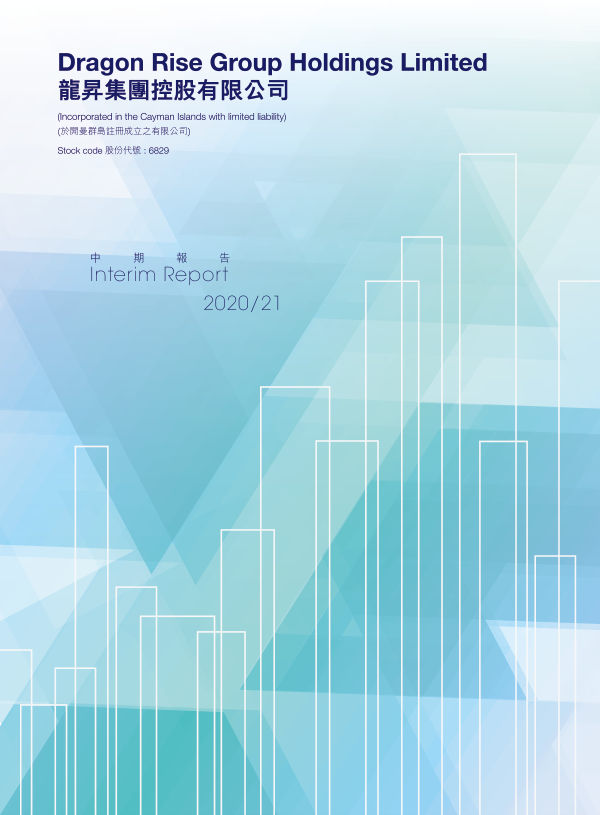 Dragon Rise Group Holdings Limited
龍昇集團控股有限公司
(Incorporated in the Cayman Islands with limited liability)
(於開曼群島註冊成立之有限公司)
Stock code 股份代號 : 6829
中期報告
Interim Report
2020/21